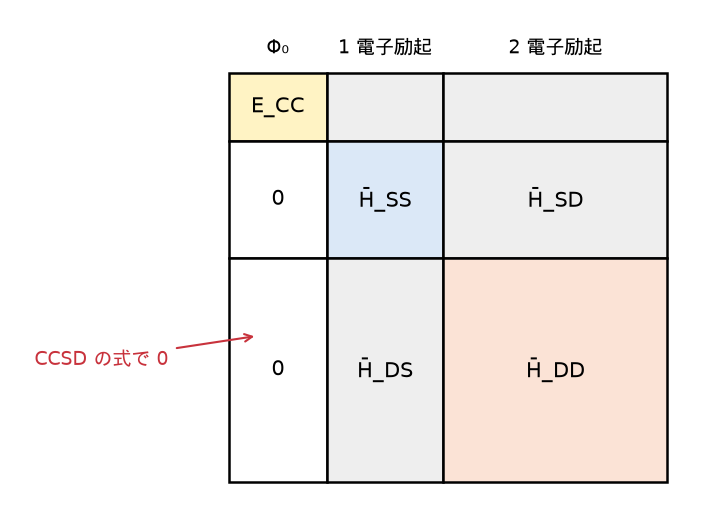 Φ₀
1 電子励起
2 電子励起
E_CC
0
H̄_SS
H̄_SD
CCSD の式で 0
0
H̄_DS
H̄_DD